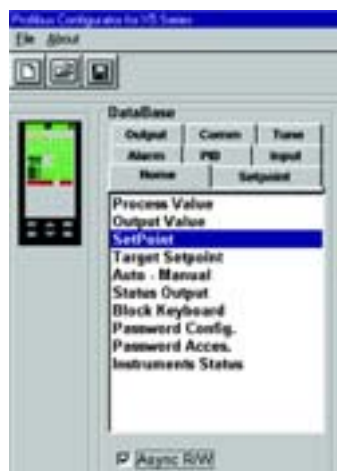 Profibus Configurator for V5 Series
File About
DataBase
Output Comm Tune
Alarm PID Input
Home Setpoint
Process Value
Output Value
SetPoint
Target Setpoint
Auto - Manual
Status Output
Block Keyboard
Password Config.
Password Acces.
Instruments Status
Async R/W